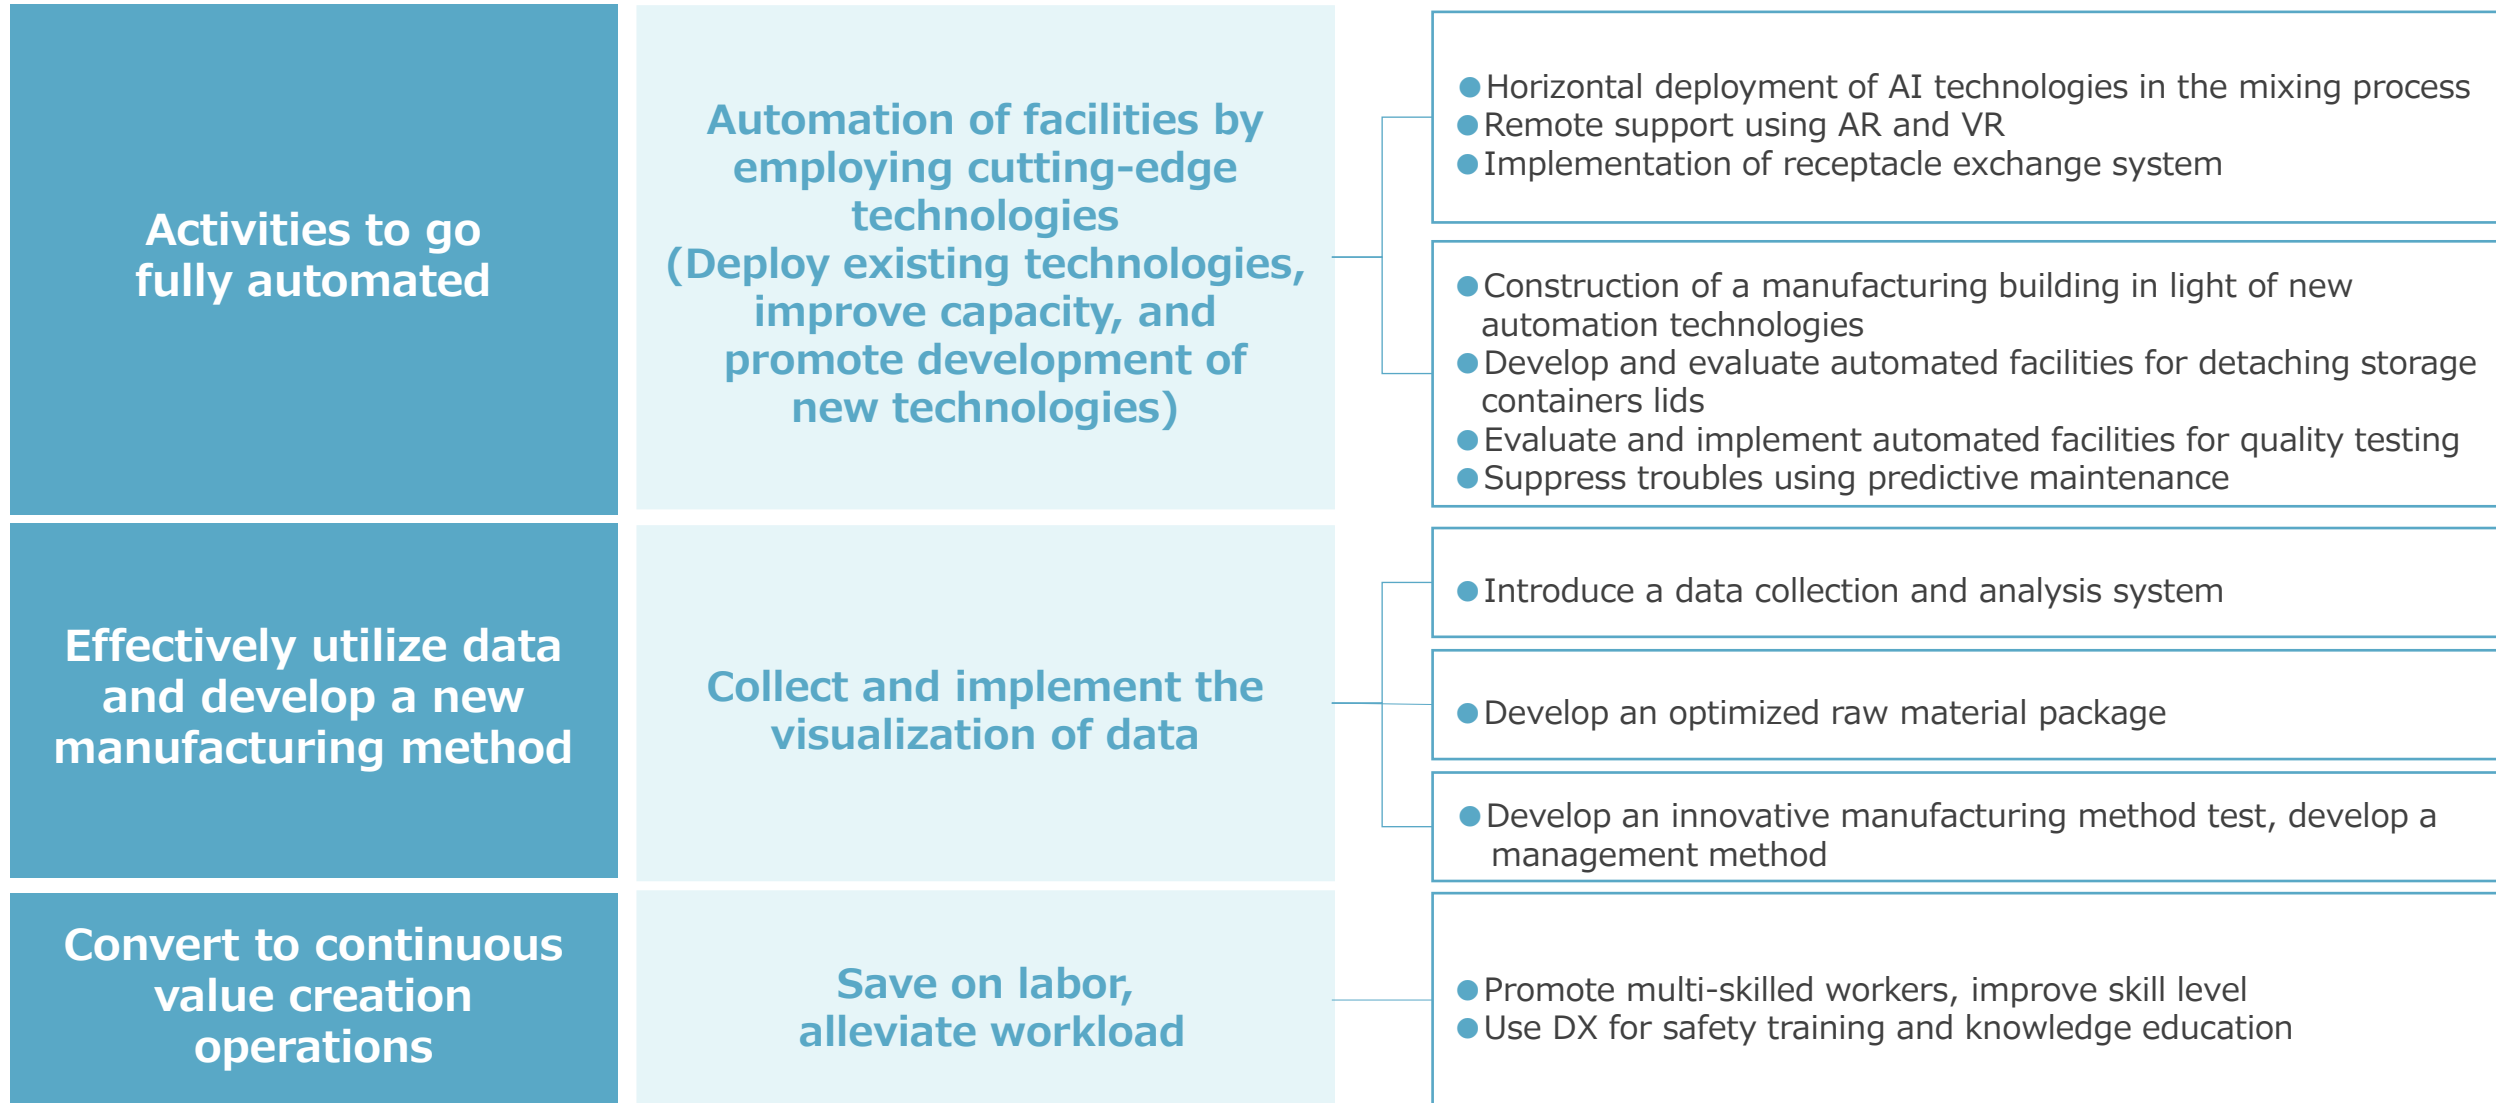 Activities to go
fully automated
Automation of facilities by
employing cutting-edge
technologies
(Deploy existing technologies,
improve capacity, and
promote development of
new technologies)
●Horizontal deployment of AI technologies in the mixing process
●Remote support using AR and VR
●Implementation of receptacle exchange system
●Construction of a manufacturing building in light of new
automation technologies
●Develop and evaluate automated facilities for detaching storage
containers lids
●Evaluate and implement automated facilities for quality testing
●Suppress troubles using predictive maintenance
Effectively utilize data
and develop a new
manufacturing method
Collect and implement the
visualization of data
●Introduce a data collection and analysis system
●Develop an optimized raw material package
●Develop an innovative manufacturing method test, develop a
management method
Convert to continuous
value creation
operations
Save on labor,
alleviate workload
●Promote multi-skilled workers, improve skill level
●Use DX for safety training and knowledge education